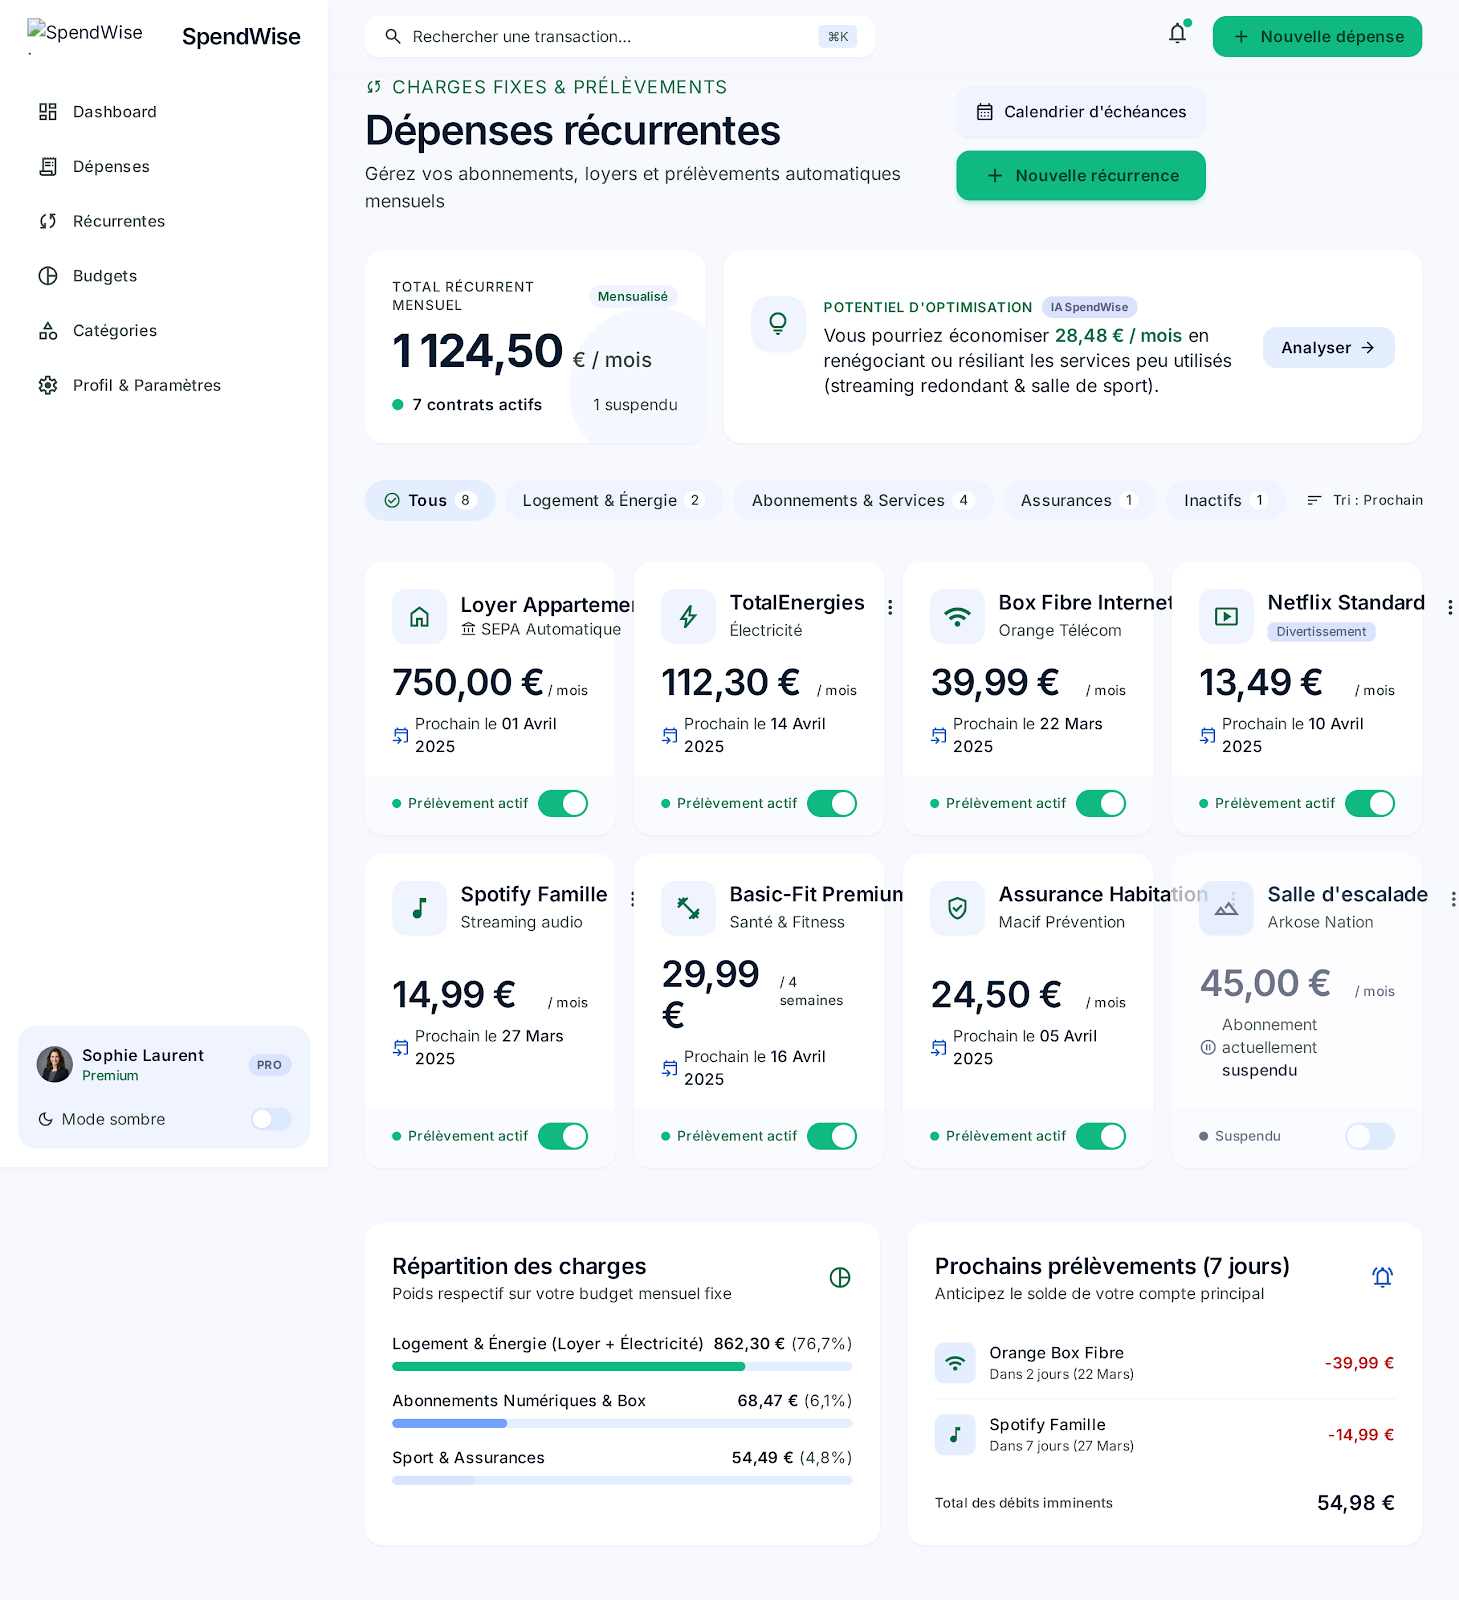 SpendWise
SpendWise
Dashboard
Dépenses
Récurrentes
Budgets
Catégories
Profil & Paramètres
Sophie Laurent
Premium
PRO
Mode sombre
Rechercher une transaction...
⌘K
Nouvelle dépense
CHARGES FIXES & PRÉLÈVEMENTS
Dépenses récurrentes
Gérez vos abonnements, loyers et prélèvements automatiques
mensuels
Calendrier d'échéances
Nouvelle récurrence
TOTAL RÉCURRENT
MENSUEL
Mensualisé
1 124,50 € / mois
7 contrats actifs
1 suspendu
POTENTIEL D'OPTIMISATION
IA SpendWise
Vous pourriez économiser 28,48 € / mois en
renégociant ou résiliant les services peu utilisés
(streaming redondant & salle de sport).
Analyser
Tous 8
Logement & Énergie 2
Abonnements & Services 4
Assurances 1
Inactifs 1
Tri : Prochain
Loyer Appartemen
SEPA Automatique
750,00 € / mois
Prochain le 01 Avril
2025
Prélèvement actif
TotalEnergies
Électricité
112,30 € / mois
Prochain le 14 Avril
2025
Prélèvement actif
Box Fibre Internet
Orange Télécom
39,99 € / mois
Prochain le 22 Mars
2025
Prélèvement actif
Netflix Standard
Divertissement
13,49 € / mois
Prochain le 10 Avril
2025
Prélèvement actif
Spotify Famille
Streaming audio
14,99 € / mois
Prochain le 27 Mars
2025
Prélèvement actif
Basic-Fit Premium
Santé & Fitness
29,99
€
/ 4
semaines
Prochain le 16 Avril
2025
Prélèvement actif
Assurance Habitation
Macif Prévention
24,50 € / mois
Prochain le 05 Avril
2025
Prélèvement actif
Salle d'escalade
Arkose Nation
45,00 € / mois
Abonnement
actuellement
suspendu
Suspendu
Répartition des charges
Poids respectif sur votre budget mensuel fixe
Logement & Énergie (Loyer + Électricité) 862,30 € (76,7%)
Abonnements Numériques & Box 68,47 € (6,1%)
Sport & Assurances 54,49 € (4,8%)
Prochains prélèvements (7 jours)
Anticipez le solde de votre compte principal
Orange Box Fibre
Dans 2 jours (22 Mars)
-39,99 €
Spotify Famille
Dans 7 jours (27 Mars)
-14,99 €
Total des débits imminents
54,98 €